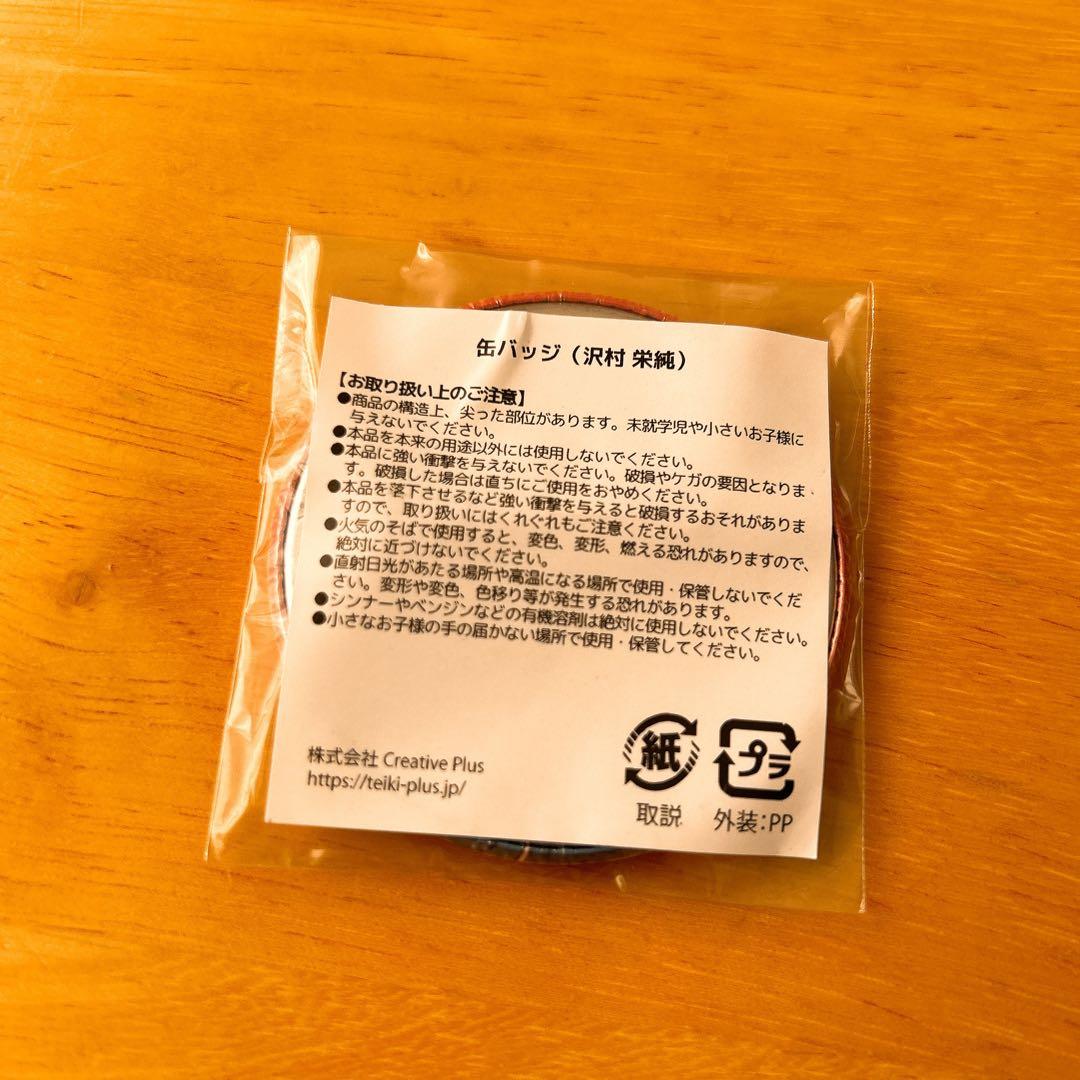 缶バッジ（沢村 栄純）
【お取り扱い上のご注意】
●商品の構造上、尖った部位があります。未就学児や小さいお子様に
与えないでください。
●本品を本来の用途以外には使用しないでください。
●本品に強い衝撃を与えないでください。破損やケガの要因となりま
す。破損した場合は直ちにご使用をおやめください。
●本品を落下させるなど強い衝撃を与えると破損するおそれがありま
すので、取り扱いにはくれぐれもご注意ください。
●火気のそばで使用すると、変色、変形、燃える恐れがありますので、
絶対に近づけないでください。
●直射日光があたる場所や高温になる場所で使用・保管しないでくだ
さい。変形や変色、色移り等が発生する恐れがあります。
●シンナーやベンジンなどの有機溶剤は絶対に使用しないでください。
●小さなお子様の手の届かない場所で使用・保管してください。
株式会社 Creative Plus
https://teiki-plus.jp/
紙
取説
プラ
外装:PP